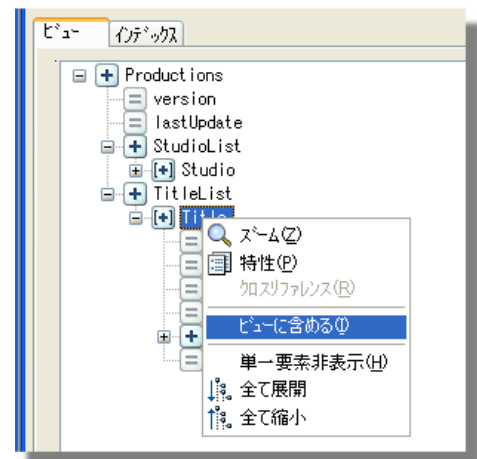 ﾋﾞｭｰ ｲﾝﾃﾞｯｸｽ
Productions
version
lastUpdate
StudioList
Studio
TitleList
Title
ｽﾞｰﾑ(Z)
特性(P)
ｸﾛｽﾘﾌｧﾚﾝｽ(R)
ﾋﾞｭｰに含める(I)
単一要素非表示(H)
全て展開
全て縮小